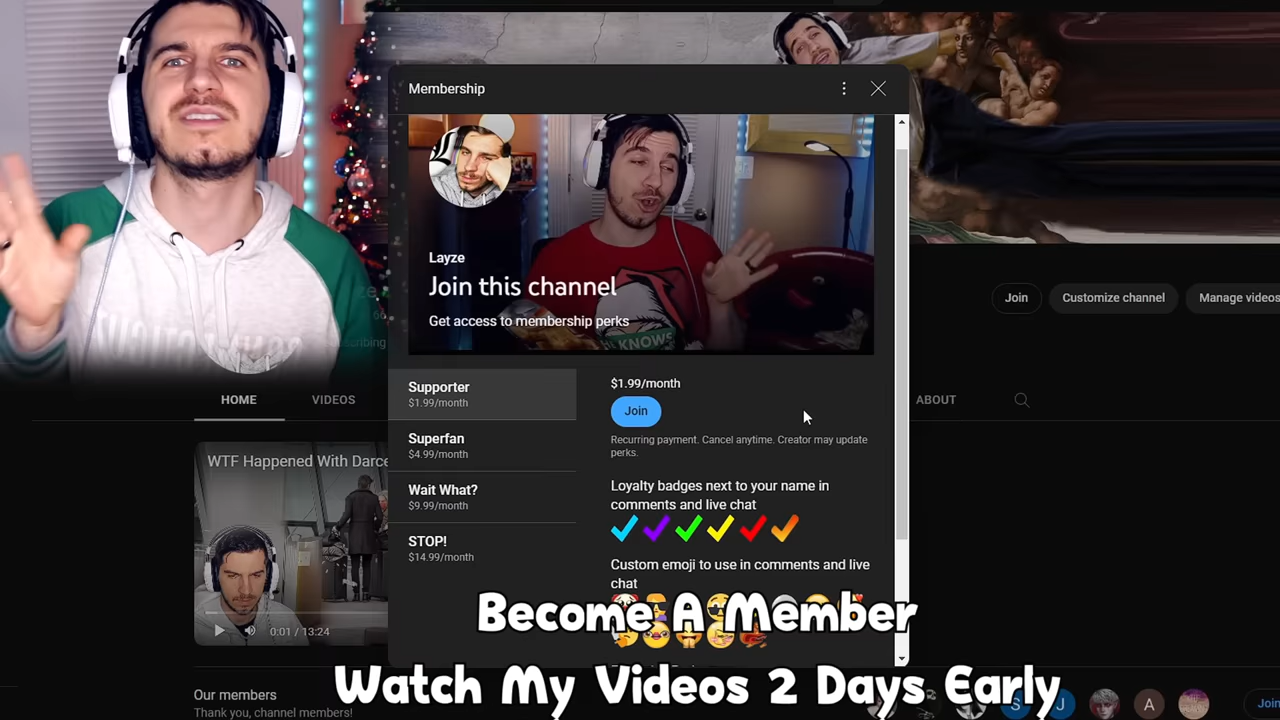 Membership
Layze
Join this channel
Get access to membership perks
KNOWS
Join
Customize channel
Manage videos
HOME
VIDEOS
ABOUT
Supporter
$1.99/month
Superfan
$4.99/month
Wait What?
$9.99/month
STOP!
$14.99/month
$1.99/month
Join
Recurring payment. Cancel anytime. Creator may update
perks.
Loyalty badges next to your name in
comments and live chat
Custom emoji to use in comments and live
chat
WTF Happened With Darce
0:01 / 13:24
Become A Member
Watch My Videos 2 Days Early
Our members
Thank you, channel members!
S
J
A
Join